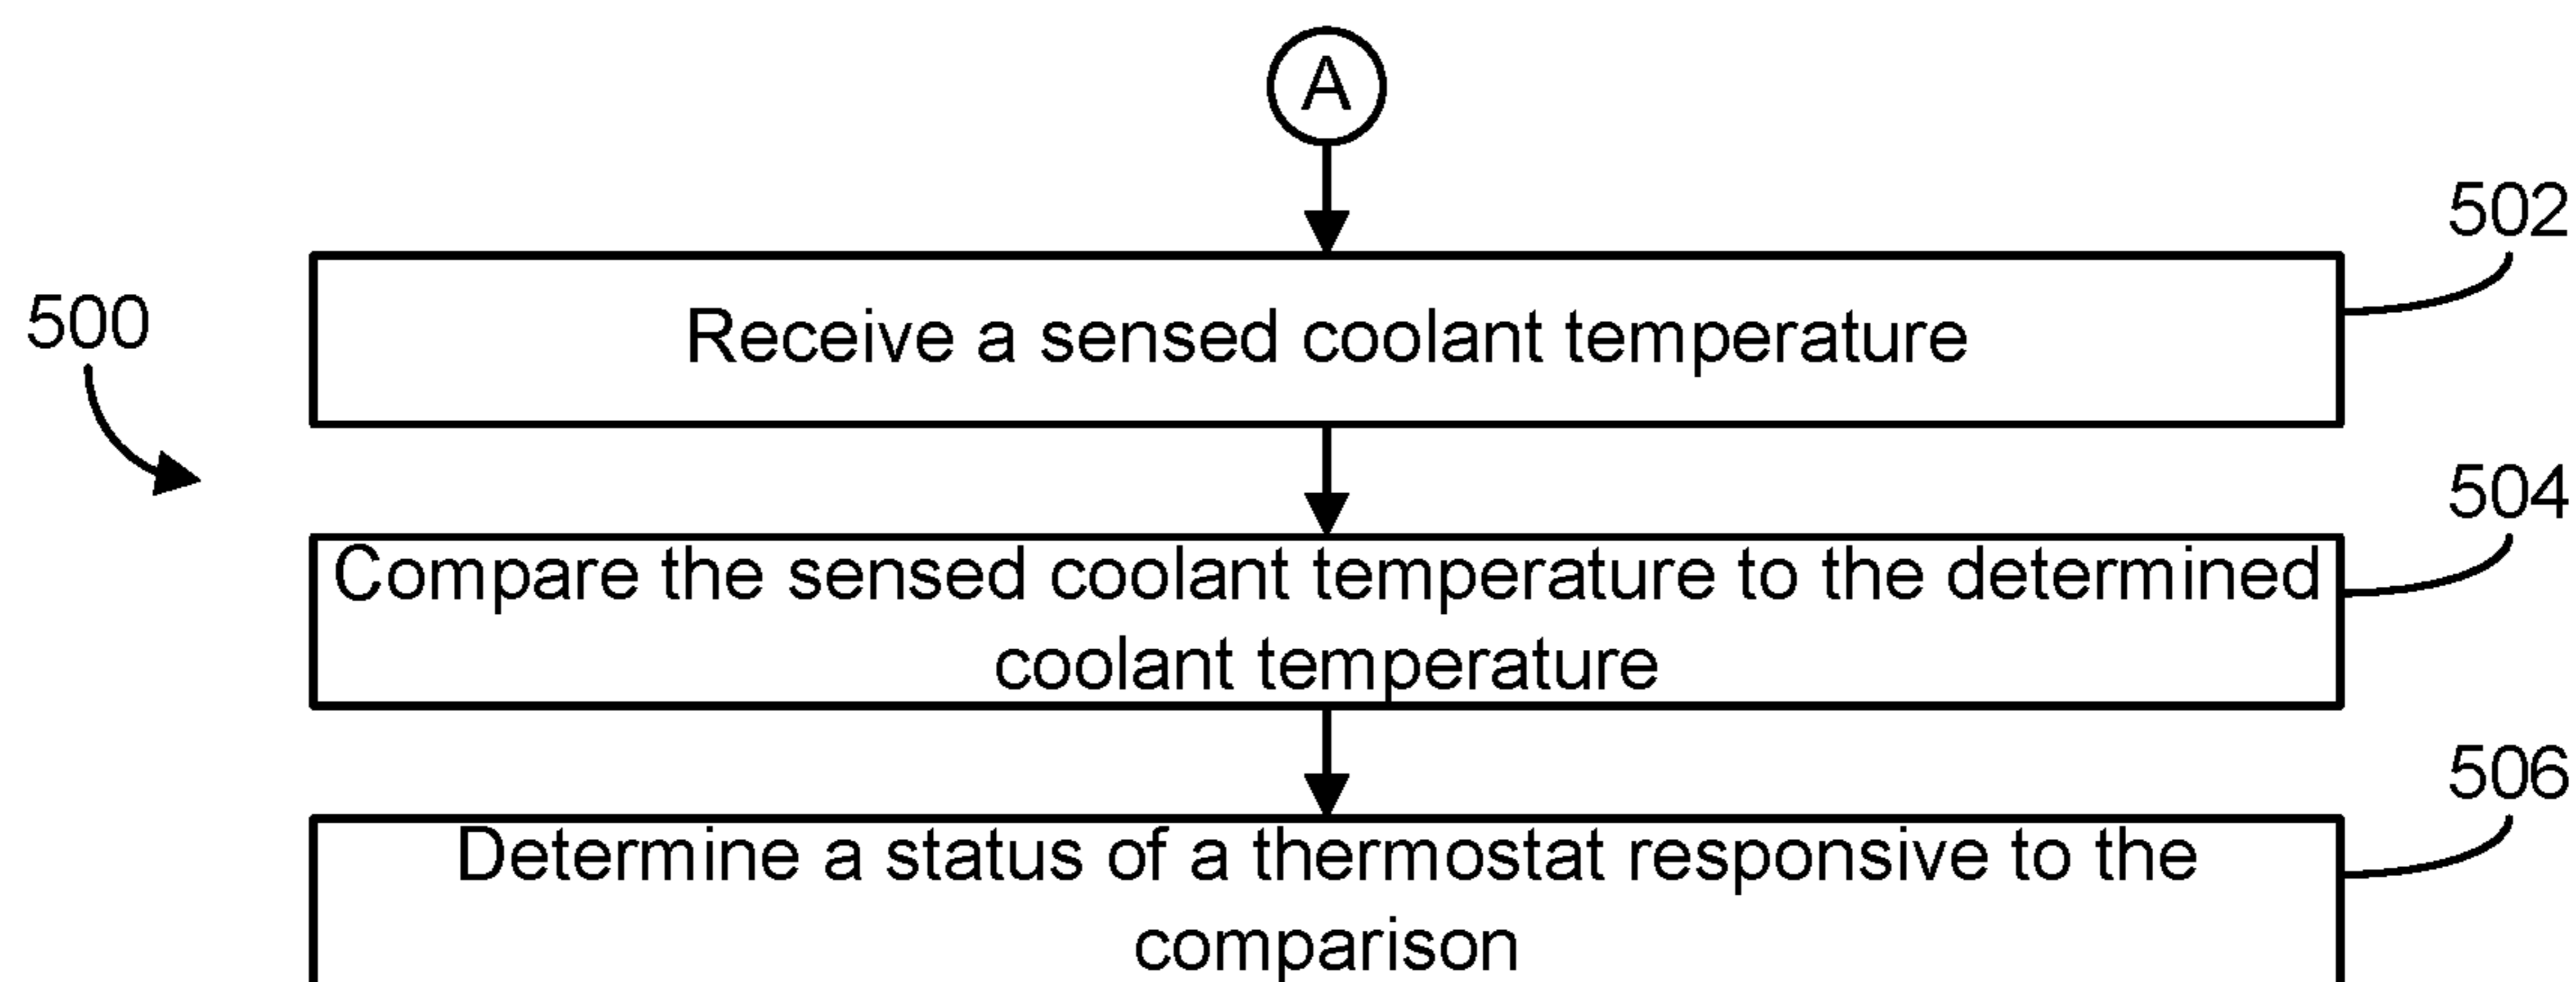 A
502
500
Receive a sensed coolant temperature
504
Compare the sensed coolant temperature to the determined
coolant temperature
506
Determine a status of a thermostat responsive to the
comparison